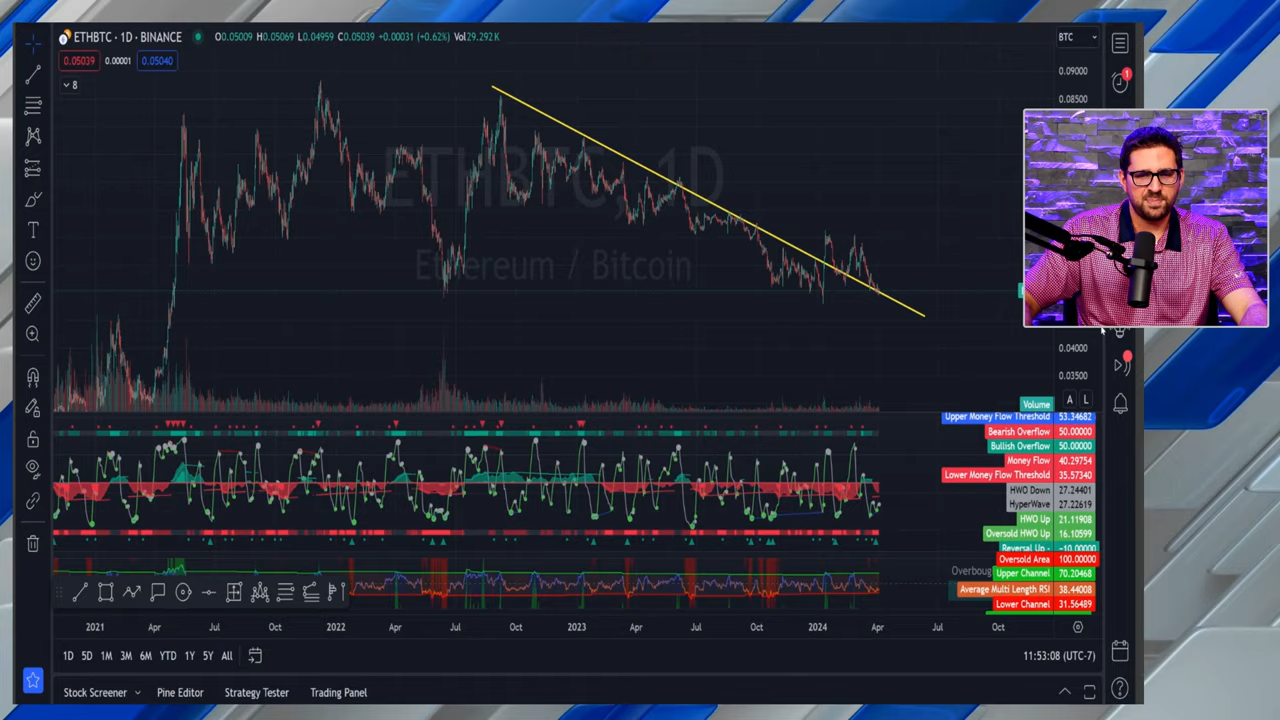 ETHBTC · 1D · BINANCE
O0.05009 H0.05069 L0.04959 C0.05039 +0.00031 (+0.62%) Vol29.292K
BTC
0.05039 0.00001 0.05040
8
0.09000
0.08500
1
ETHBTC, 1D
Ethereum / Bitcoin
0.04000
0.03500
A L
Volume
Upper Money Flow Threshold 53.34682
Bearish Overflow 50.00000
Bullish Overflow 50.00000
Money Flow 40.29754
Lower Money Flow Threshold 35.57340
HWO Down 27.24401
HyperWave 27.22619
HWO Up 21.11908
Oversold HWO Up 16.10599
Reversal Up - −10.00000
Oversold Area 100.00000
Upper Channel 70.20468
Average Multi Length RSI 38.44008
Lower Channel 31.56489
2021 Apr Jul Oct 2022 Apr Jul Oct 2023 Apr Jul Oct 2024 Apr Jul Oct
1D 5D 1M 3M 6M YTD 1Y 5Y All
11:53:08 (UTC-7)
Stock Screener Pine Editor Strategy Tester Trading Panel